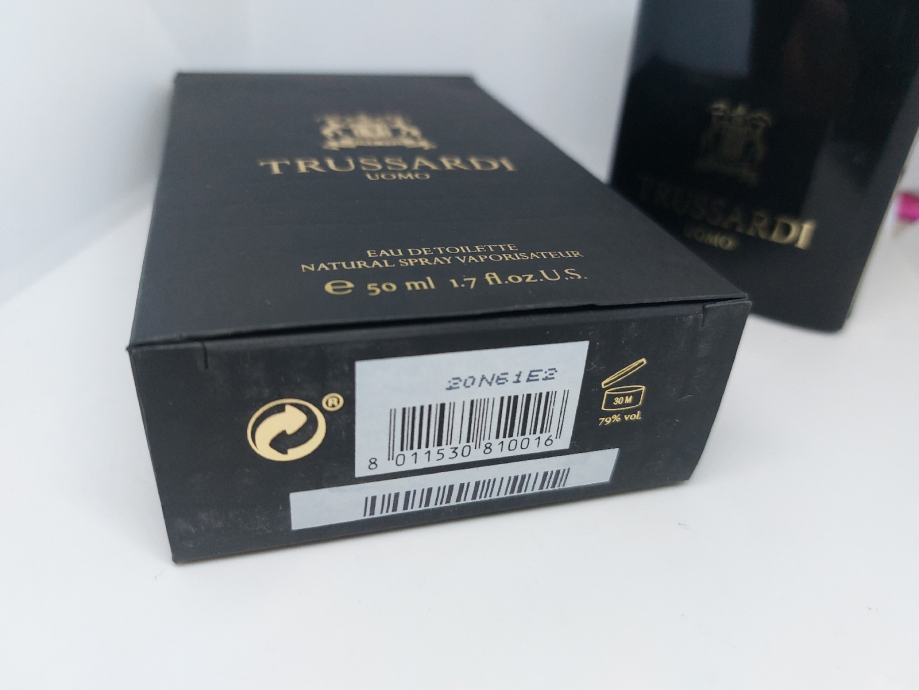 TRUSSARDI
UOMO
EAU DE TOILETTE
NATURAL SPRAY VAPORISATEUR
℮ 50 ml 1.7 fl.oz.U.S.
TRUSSARDI
UOMO
20N61E2
®
30 M
79% vol.
8 011530 810016